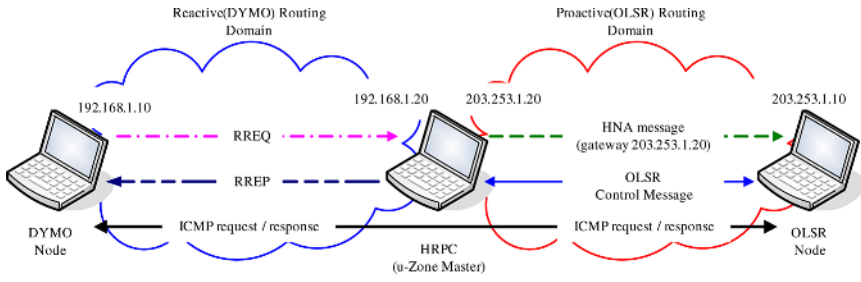 Reactive(DYMO) Routing
Domain
Proactive(OLSR) Routing
Domain
192.168.1.10
192.168.1.20
203.253.1.20
203.253.1.10
RREQ
HNA message
(gateway 203.253.1.20)
RREP
OLSR
Control Message
ICMP request / response
ICMP request / response
DYMO
Node
HRPC
(u-Zone Master)
OLSR
Node